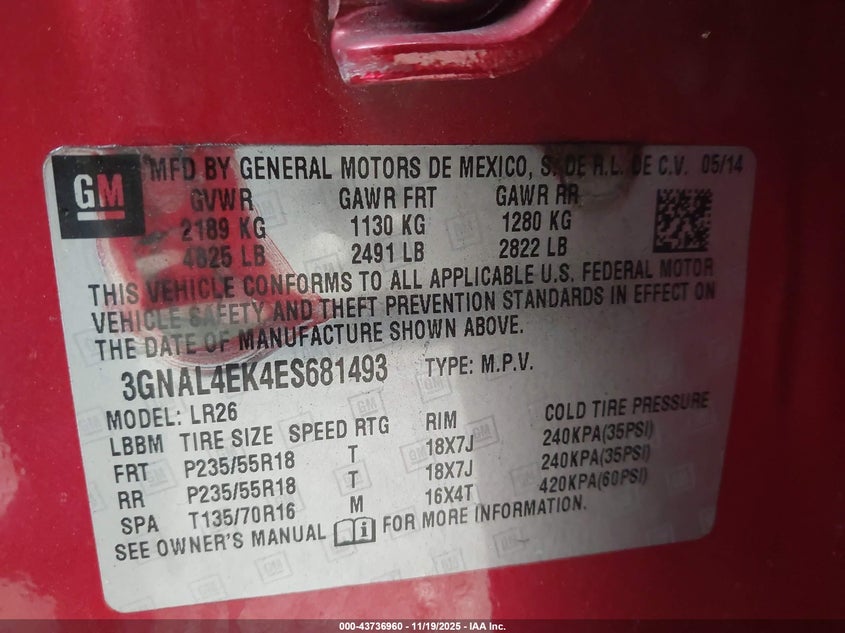 GM
MFD BY GENERAL MOTORS DE MEXICO, S. DE R.L. DE C.V. 05/14
GVWR GAWR FRT GAWR RR
2189 KG 1130 KG 1280 KG
4825 LB 2491 LB 2822 LB
THIS VEHICLE CONFORMS TO ALL APPLICABLE U.S. FEDERAL MOTOR
VEHICLE SAFETY AND THEFT PREVENTION STANDARDS IN EFFECT ON
THE DATE OF MANUFACTURE SHOWN ABOVE.
3GNAL4EK4ES681493 TYPE: M.P.V.
MODEL: LR26
LBBM TIRE SIZE SPEED RTG RIM COLD TIRE PRESSURE
FRT P235/55R18 T 18X7J 240KPA(35PSI)
RR P235/55R18 T 18X7J 240KPA(35PSI)
SPA T135/70R16 M 16X4T 420KPA(60PSI)
SEE OWNER'S MANUAL i FOR MORE INFORMATION.
000-43736960 - 11/19/2025 - IAA Inc.